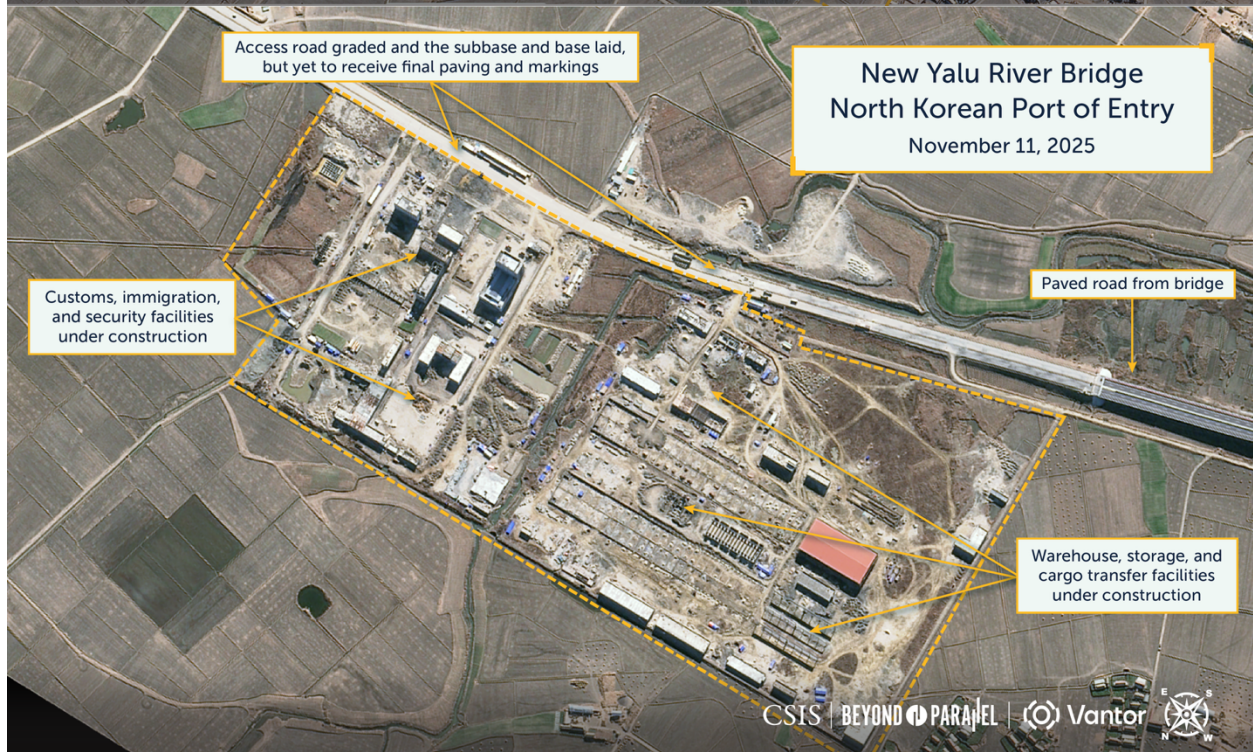 Access road graded and the subbase and base laid,
but yet to receive final paving and markings
New Yalu River Bridge
North Korean Port of Entry
November 11, 2025
Paved road from bridge
Customs, immigration,
and security facilities
under construction
Warehouse, storage, and
cargo transfer facilities
under construction
CSIS | BEYOND PARALLEL | Vantor
E S
N W